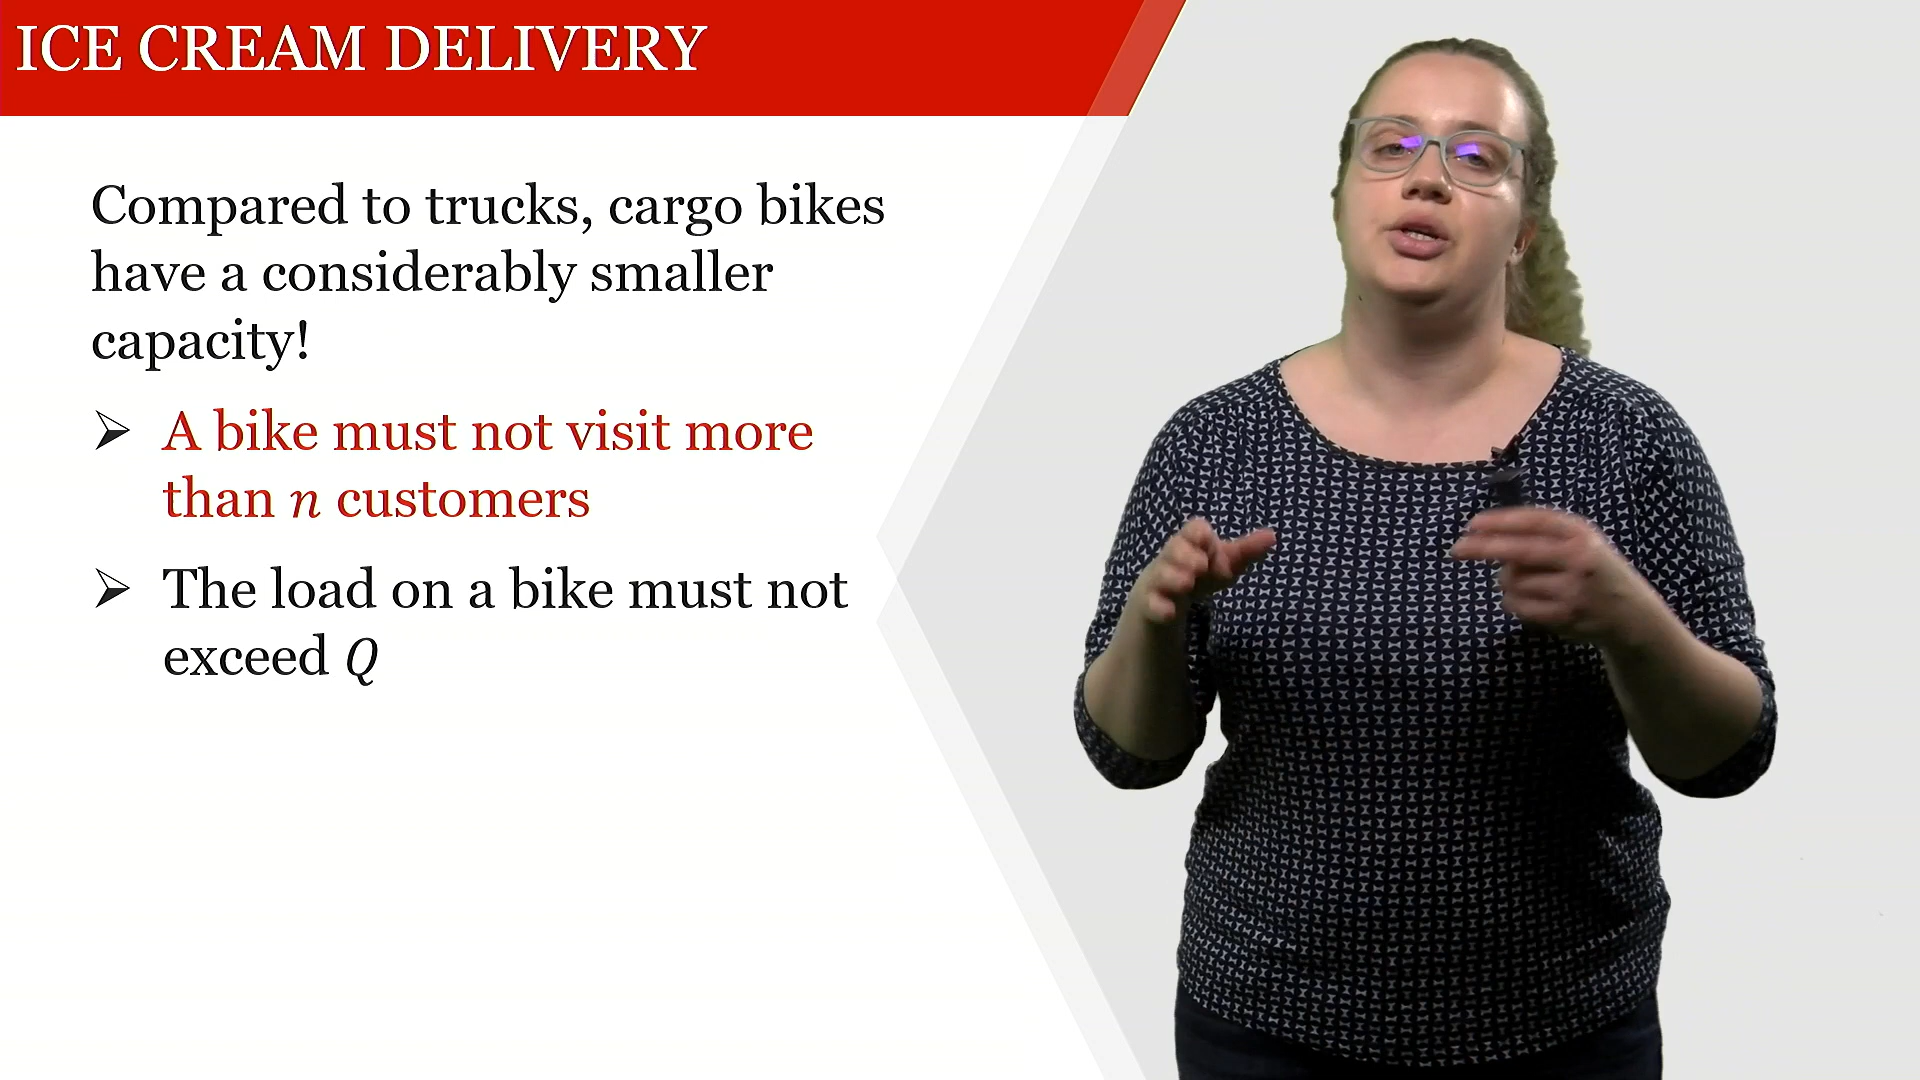 ICE CREAM DELIVERY
Compared to trucks, cargo bikes
have a considerably smaller
capacity!
➢ A bike must not visit more
than n customers
➢ The load on a bike must not
exceed Q